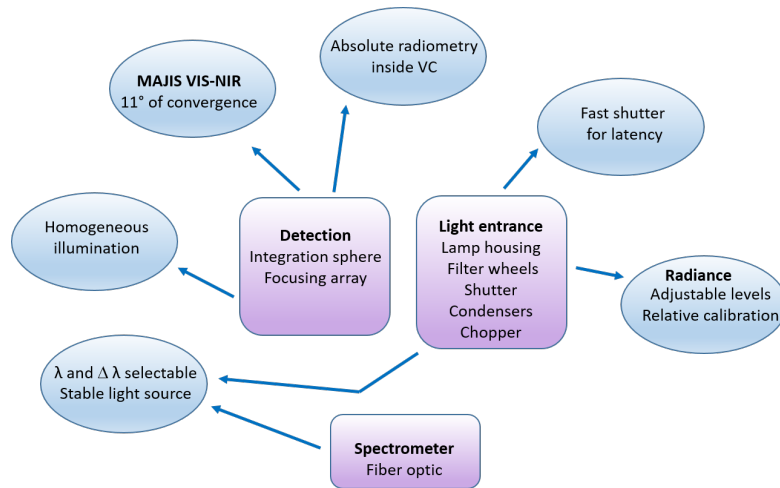 Absolute radiometry
inside VC
MAJIS VIS-NIR
11° of convergence
Fast shutter
for latency
Homogeneous
illumination
Detection
Integration sphere
Focusing array
Light entrance
Lamp housing
Filter wheels
Shutter
Condensers
Chopper
Radiance
Adjustable levels
Relative calibration
λ and Δ λ selectable
Stable light source
Spectrometer
Fiber optic